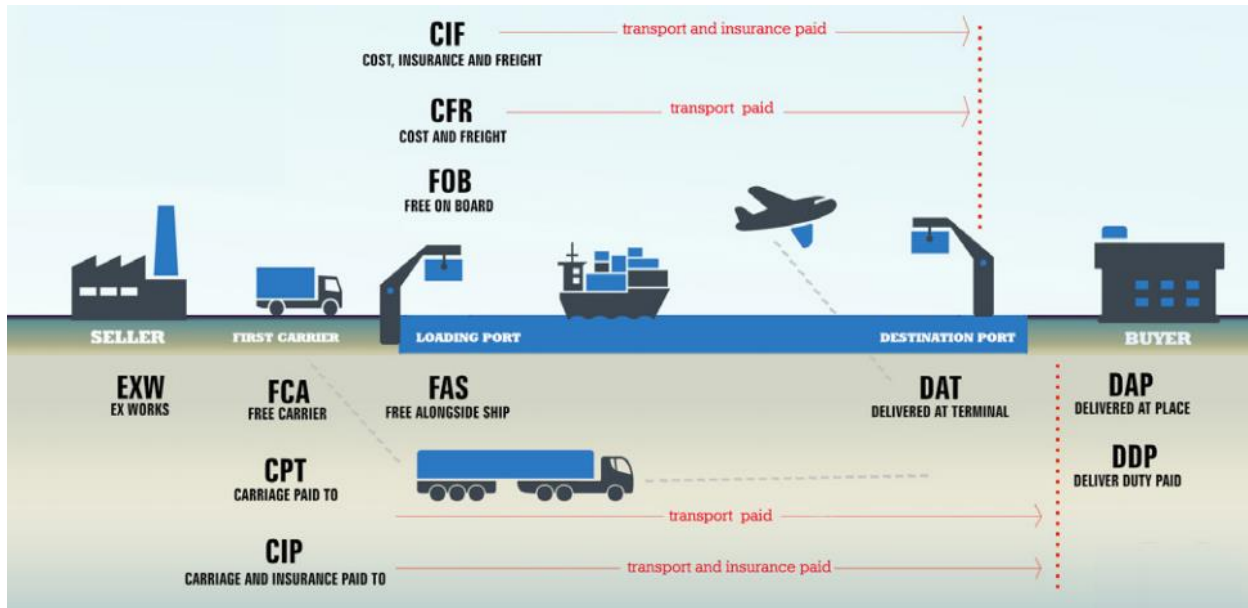 CIF
transport and insurance paid
COST, INSURANCE AND FREIGHT
CFR
transport paid
COST AND FREIGHT
FOB
FREE ON BOARD
SELLER
FIRST CARRIER
LOADING PORT
DESTINATION PORT
BUYER
EXW
EX WORKS
FCA
FREE CARRIER
FAS
FREE ALONGSIDE SHIP
DAT
DELIVERED AT TERMINAL
DAP
DELIVERED AT PLACE
CPT
CARRIAGE PAID TO
DDP
DELIVER DUTY PAID
transport paid
CIP
CARRIAGE AND INSURANCE PAID TO
transport and insurance paid